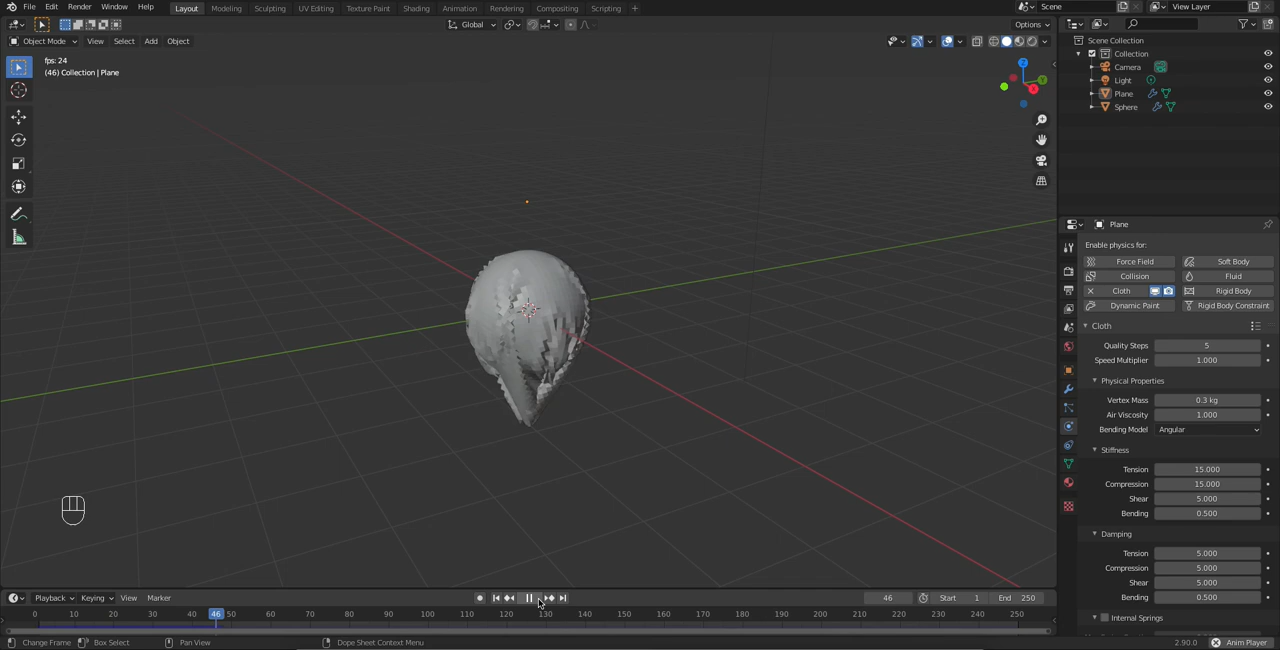 File Edit Render Window Help Layout Modeling Sculpting UV Editing Texture Paint Shading Animation Rendering Compositing Scripting + Scene View Layer
Global Options
Object Mode View Select Add Object
fps: 24
(46) Collection | Plane
Z
Y
X
Scene Collection
Collection
Camera
Light
Plane
Sphere
Plane
Enable physics for:
Force Field Soft Body
Collision Fluid
Cloth Rigid Body
Dynamic Paint Rigid Body Constraint
Cloth
Quality Steps 5
Speed Multiplier 1.000
Physical Properties
Vertex Mass 0.3 kg
Air Viscosity 1.000
Bending Model Angular
Stiffness
Tension 15.000
Compression 15.000
Shear 5.000
Bending 0.500
Damping
Tension 5.000
Compression 5.000
Shear 5.000
Bending 0.500
Internal Springs
Playback Keying View Marker 46 Start 1 End 250
0 10 20 30 40 46 50 60 70 80 90 100 110 120 130 140 150 160 170 180 190 200 210 220 230 240 250
Change Frame Box Select Pan View Dope Sheet Context Menu 2.90.0 Anim Player